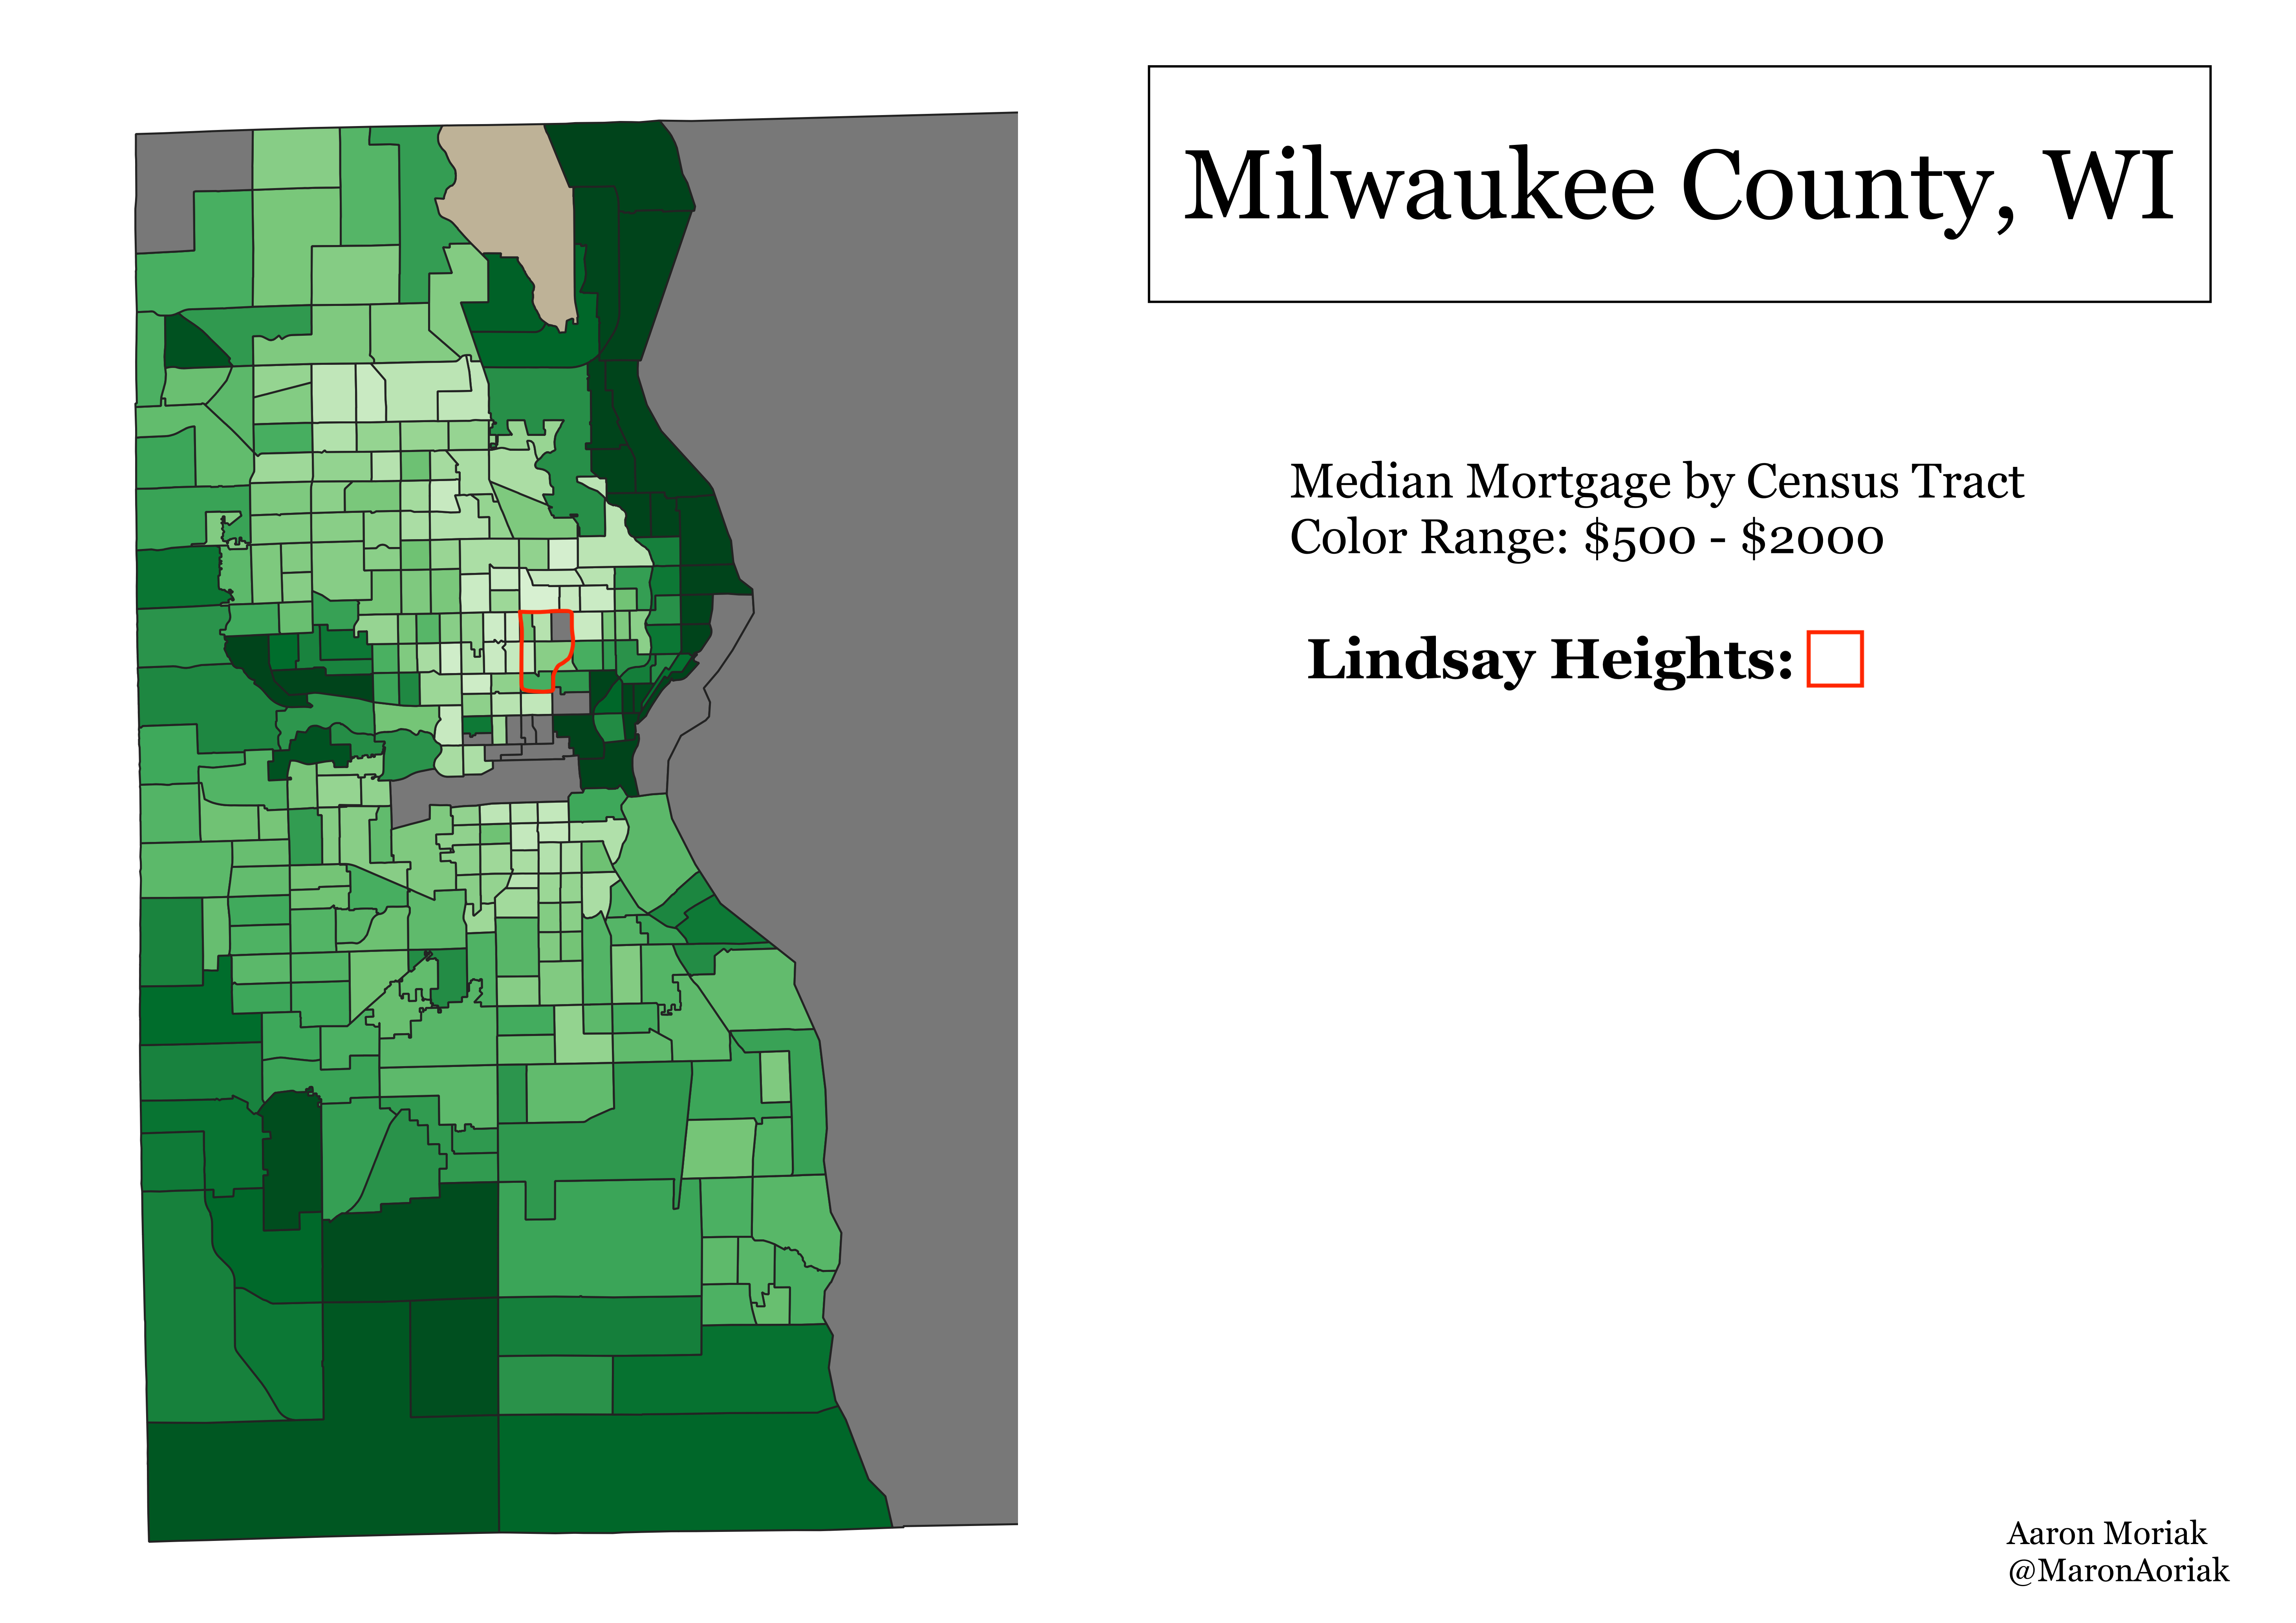 Milwaukee County, WI
Median Mortgage by Census Tract
Color Range: $500 - $2000
Lindsay Heights:
Aaron Moriak
@MaronAoriak